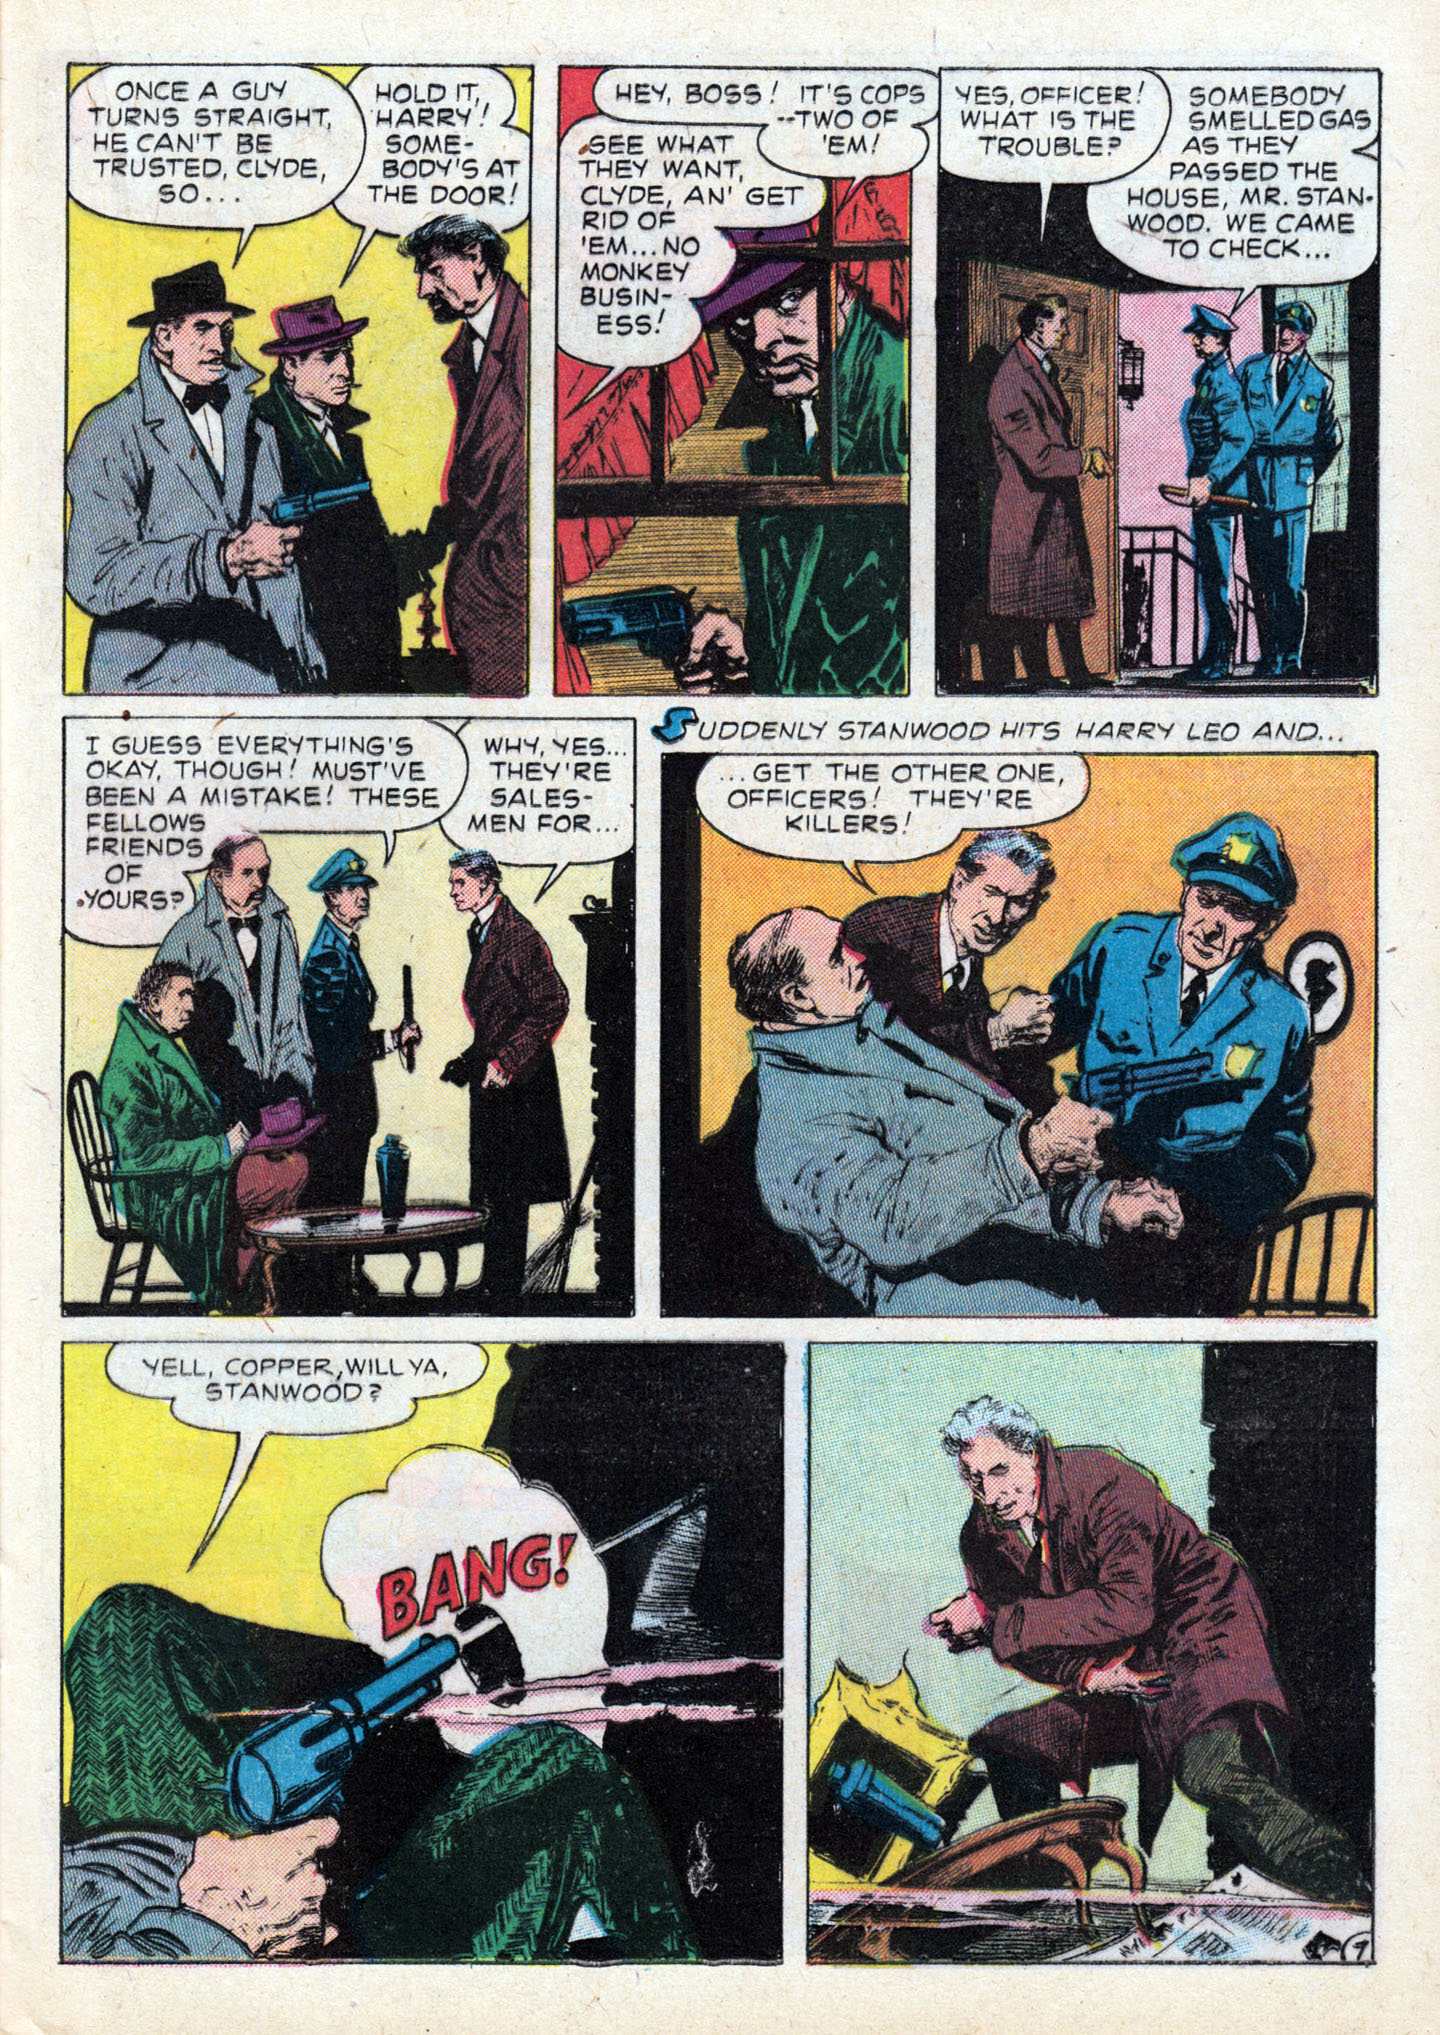 ONCE A GUY
TURNS STRAIGHT,
HE CAN'T BE
TRUSTED, CLYDE,
SO...
HOLD IT,
HARRY!
SOME-
BODY'S AT
THE DOOR!
HEY, BOSS! IT'S COPS
--TWO OF
'EM!
SEE WHAT
THEY WANT,
CLYDE, AN' GET
RID OF
'EM...NO
MONKEY
BUSIN-
ESS!
YES, OFFICER!
WHAT IS THE
TROUBLE?
SOMEBODY
SMELLED GAS
AS THEY
PASSED THE
HOUSE, MR. STAN-
WOOD. WE CAME
TO CHECK...
I GUESS EVERYTHING'S
OKAY, THOUGH! MUST'VE
BEEN A MISTAKE! THESE
FELLOWS
FRIENDS
OF
YOURS?
WHY, YES...
THEY'RE
SALES-
MEN FOR...
SUDDENLY STANWOOD HITS HARRY LEO AND...
...GET THE OTHER ONE,
OFFICERS! THEY'RE
KILLERS!
YELL, COPPER, WILL YA,
STANWOOD?
BANG!